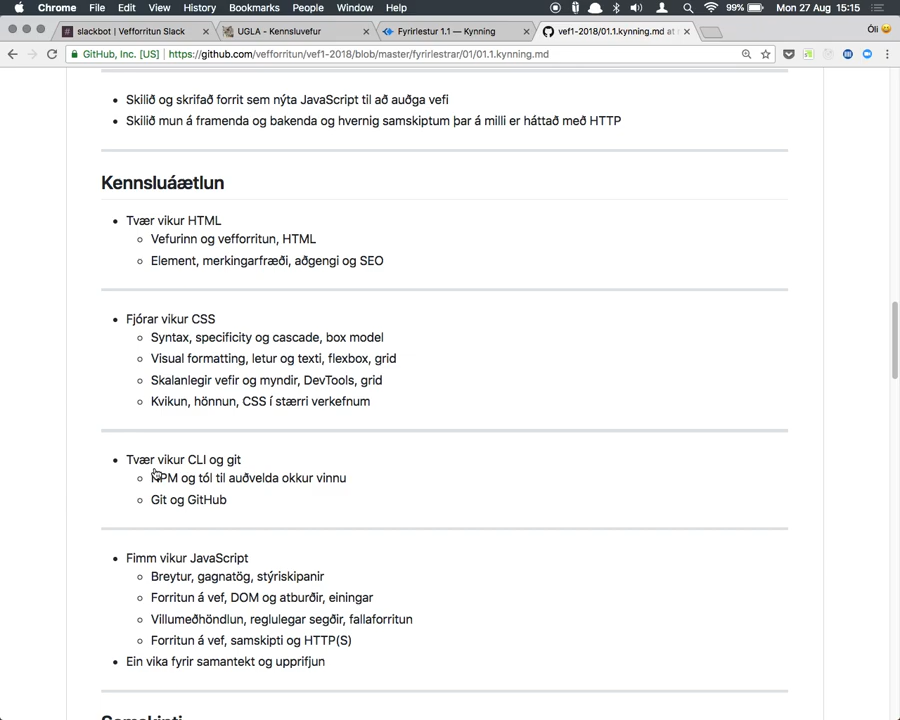 Chrome File Edit View History Bookmarks People Window Help 99% Mon 27 Aug 15:15
slackbot | Vefforritun Slack
UGLA - Kennsluvefur
Fyrirlestur 1.1 — Kynning
vef1-2018/01.1.kynning.md at
Óli
GitHub, Inc. [US] https://github.com/vefforritun/vef1-2018/blob/master/fyrirlestrar/01/01.1.kynning.md
Skilið og skrifað forrit sem nýta JavaScript til að auðga vefi
Skilið mun á framenda og bakenda og hvernig samskiptum þar á milli er háttað með HTTP
Kennsluáætlun
Tvær vikur HTML
Vefurinn og vefforritun, HTML
Element, merkingarfræði, aðgengi og SEO
Fjórar vikur CSS
Syntax, specificity og cascade, box model
Visual formatting, letur og texti, flexbox, grid
Skalanlegir vefir og myndir, DevTools, grid
Kvikun, hönnun, CSS í stærri verkefnum
Tvær vikur CLI og git
NPM og tól til auðvelda okkur vinnu
Git og GitHub
Fimm vikur JavaScript
Breytur, gagnatög, stýriskipanir
Forritun á vef, DOM og atburðir, einingar
Villumeðhöndlun, reglulegar segðir, fallaforritun
Forritun á vef, samskipti og HTTP(S)
Ein vika fyrir samantekt og upprifjun